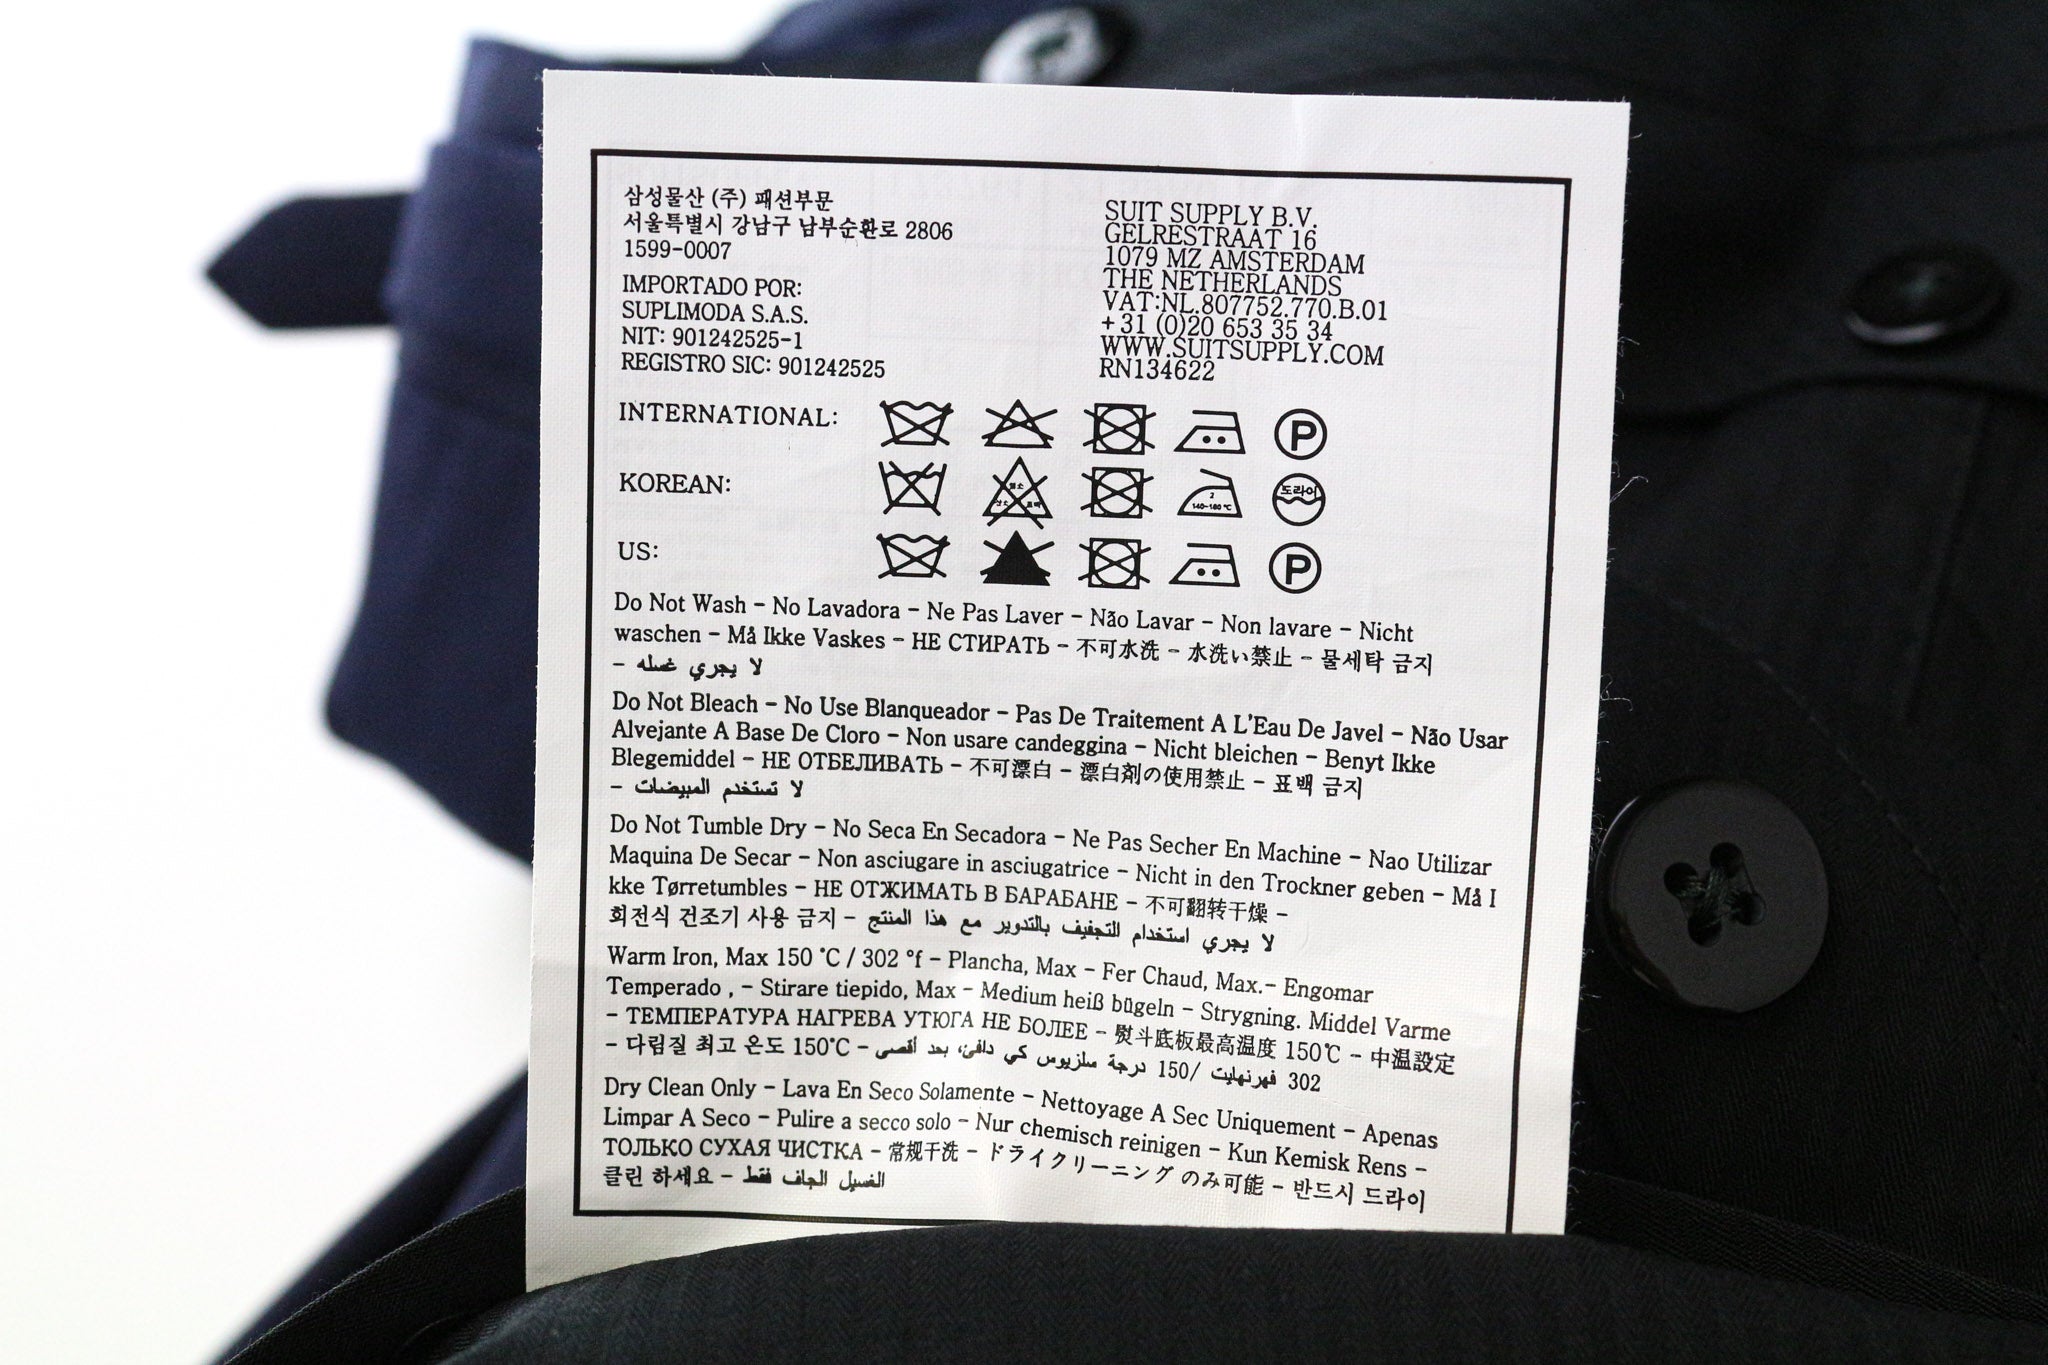 삼성물산 (주) 패션부문
서울특별시 강남구 남부순환로 2806
1599-0007
IMPORTADO POR:
SUPLIMODA S.A.S.
NIT: 901242525-1
REGISTRO SIC: 901242525
SUIT SUPPLY B.V.
GELRESTRAAT 16
1079 MZ AMSTERDAM
THE NETHERLANDS
VAT:NL.807752.770.B.01
+31 (0)20 653 35 34
WWW.SUITSUPPLY.COM
RN134622
INTERNATIONAL: P
KOREAN: 염소 산소 표백 2 140-160 ℃ 드라이
US: P
Do Not Wash - No Lavadora - Ne Pas Laver - Não Lavar - Non lavare - Nicht
waschen - Må Ikke Vaskes - НЕ СТИРАТЬ - 不可水洗 - 水洗い禁止 - 물세탁 금지
- لا يجري غسله
Do Not Bleach - No Use Blanqueador - Pas De Traitement A L'Eau De Javel - Não Usar
Alvejante A Base De Cloro - Non usare candeggina - Nicht bleichen - Benyt Ikke
Blegemiddel - НЕ ОТБЕЛИВАТЬ - 不可漂白 - 漂白剤の使用禁止 - 표백 금지
- لا تستخدم المبيضات
Do Not Tumble Dry - No Seca En Secadora - Ne Pas Secher En Machine - Nao Utilizar
Maquina De Secar - Non asciugare in asciugatrice - Nicht in den Trockner geben - Må I
kke Tørretumbles - НЕ ОТЖИМАТЬ В БАРАБАНЕ - 不可翻转干燥 -
회전식 건조기 사용 금지 - لا يجري استخدام التجفيف بالتدوير مع هذا المنتج
Warm Iron, Max 150 °C / 302 °f - Plancha, Max - Fer Chaud, Max.- Engomar
Temperado , - Stirare tiepido, Max - Medium heiß bügeln - Strygning. Middel Varme
- ТЕМПЕРАТУРА НАГРЕВА УТЮГА НЕ БОЛЕЕ - 熨斗底板最高温度 150℃ - 中温設定
- 다림질 최고 온도 150℃ - 302 فهرنهايت /150 درجة سلزيوس كي دافئ، بحد أقصى
Dry Clean Only - Lava En Seco Solamente - Nettoyage A Sec Uniquement - Apenas
Limpar A Seco - Pulire a secco solo - Nur chemisch reinigen - Kun Kemisk Rens -
ТОЛЬКО СУХАЯ ЧИСТКА - 常规干洗 - ドライクリーニング のみ可能 - 반드시 드라이
클린 하세요 - الغسيل الجاف فقط